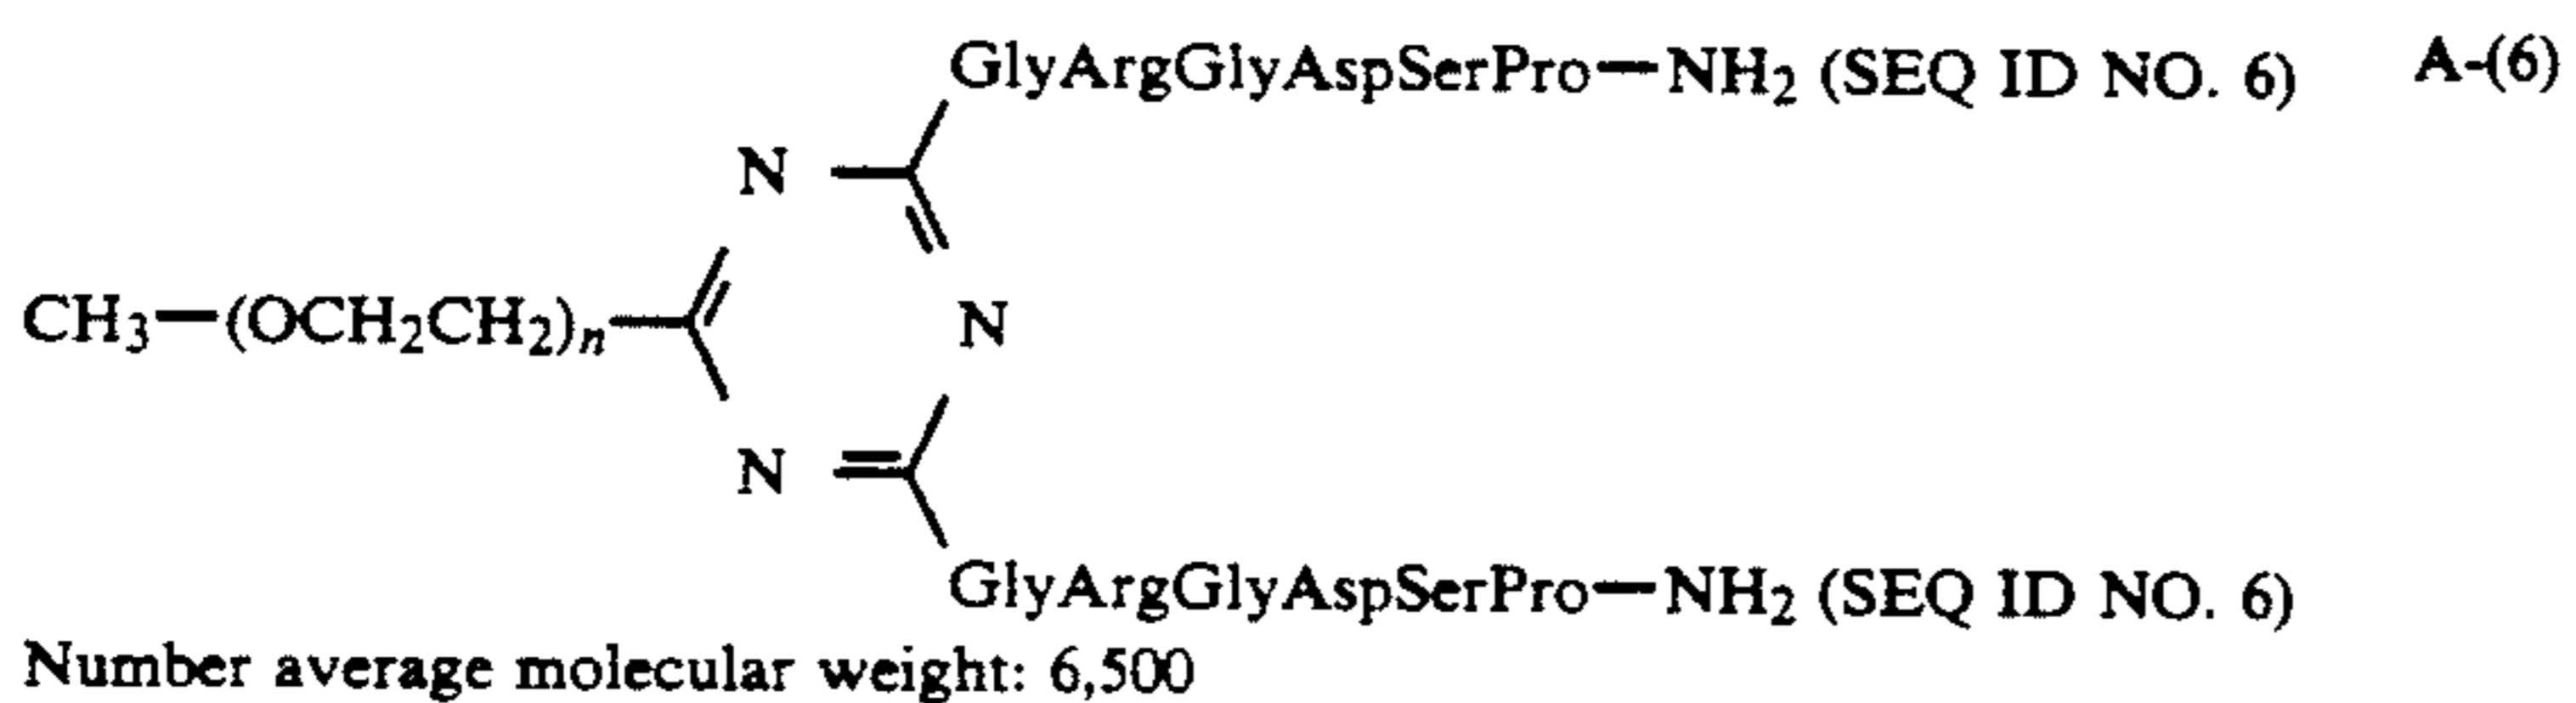 GlyArgGlyAspSerPro—NH2 (SEQ ID NO. 6) A-(6)
N
CH3—(OCH2CH2)n N
N
GlyArgGlyAspSerPro—NH2 (SEQ ID NO. 6)
Number average molecular weight: 6,500